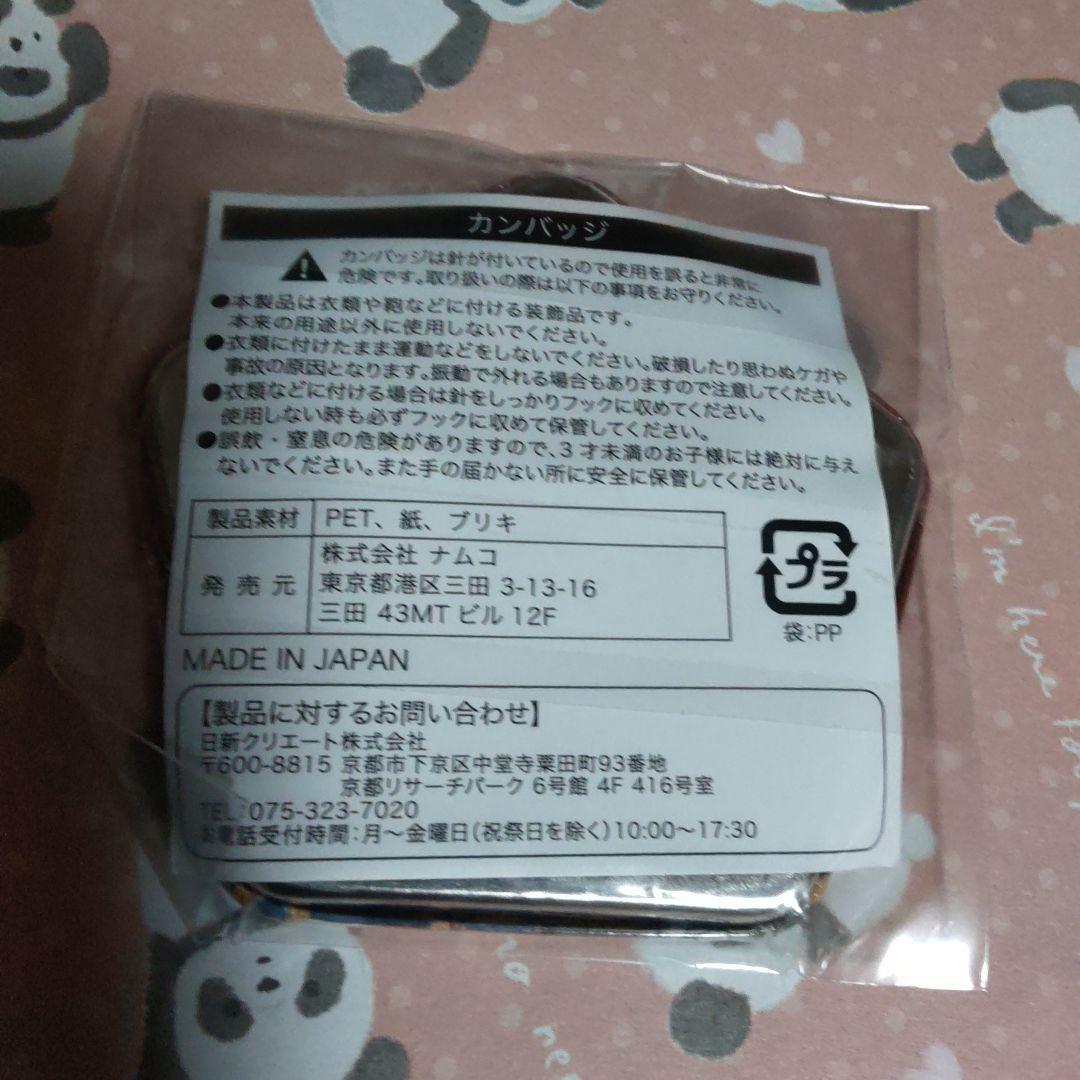 カンバッジ
カンバッジは針が付いているので使用を誤ると非常に
危険です。取り扱いの際は以下の事項をお守りください。
●本製品は衣類や鞄などに付ける装飾品です。
本来の用途以外に使用しないでください。
●衣類に付けたまま運動などをしないでください。破損したり思わぬケガや
事故の原因となります。振動で外れる場合もありますので注意してください。
●衣類などに付ける場合は針をしっかりフックに収めてください。
使用しない時も必ずフックに収めて保管してください。
●誤飲・窒息の危険がありますので、3才未満のお子様には絶対に与え
ないでください。また手の届かない所に安全に保管してください。
製品素材 PET、紙、ブリキ
発売元 株式会社 ナムコ
東京都港区三田 3-13-16
三田 43MT ビル 12F
プラ
袋:PP
MADE IN JAPAN
【製品に対するお問い合わせ】
日新クリエート株式会社
〒600-8815 京都市下京区中堂寺粟田町93番地
京都リサーチパーク 6号館 4F 416号室
TEL:075-323-7020
お電話受付時間:月～金曜日(祝祭日を除く)10:00～17:30
I'm here